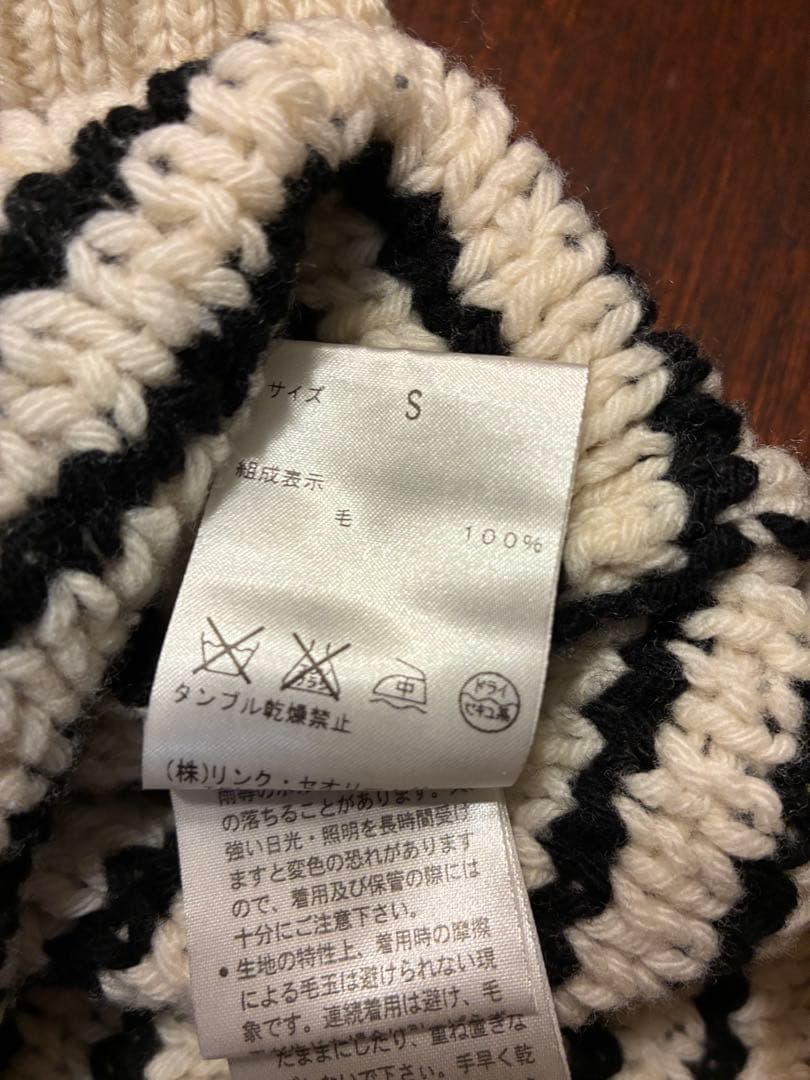 サイズ S
組成表示
毛 100%
中
ドライ
セキユ系
タンブル乾燥禁止
(株)リンク・セオリー
の落ちることがあります。
強い日光・照明を長時間受け
ますと変色の恐れがあります
ので、着用及び保管の際には
十分にご注意下さい。
● 生地の特性上、着用時の摩擦
による毛玉は避けられない現
象です。連続着用は避け、毛
だままにしたり、重ね置きな
しないで下さい。手早く乾